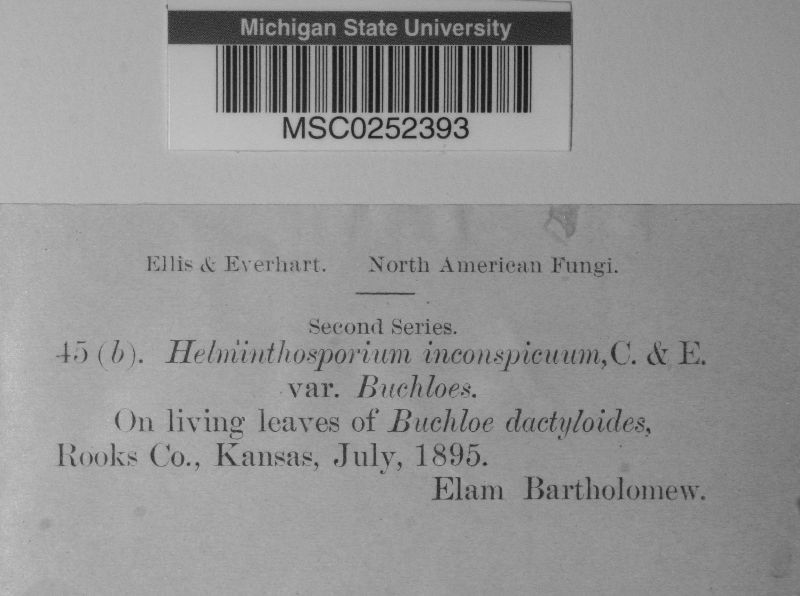 Michigan State University
MSC0252393
Ellis & Everhart. North American Fungi.
Second Series.
45 (b). Helminthosporium inconspicuum, C. & E.
var. Buchloes.
On living leaves of Buchloe dactyloides,
Rooks Co., Kansas, July, 1895.
Elam Bartholomew.